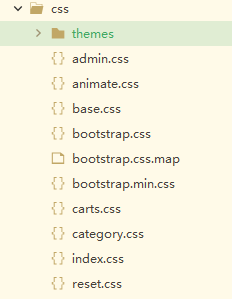 css
themes
admin.css
animate.css
base.css
bootstrap.css
bootstrap.css.map
bootstrap.min.css
carts.css
category.css
index.css
reset.css